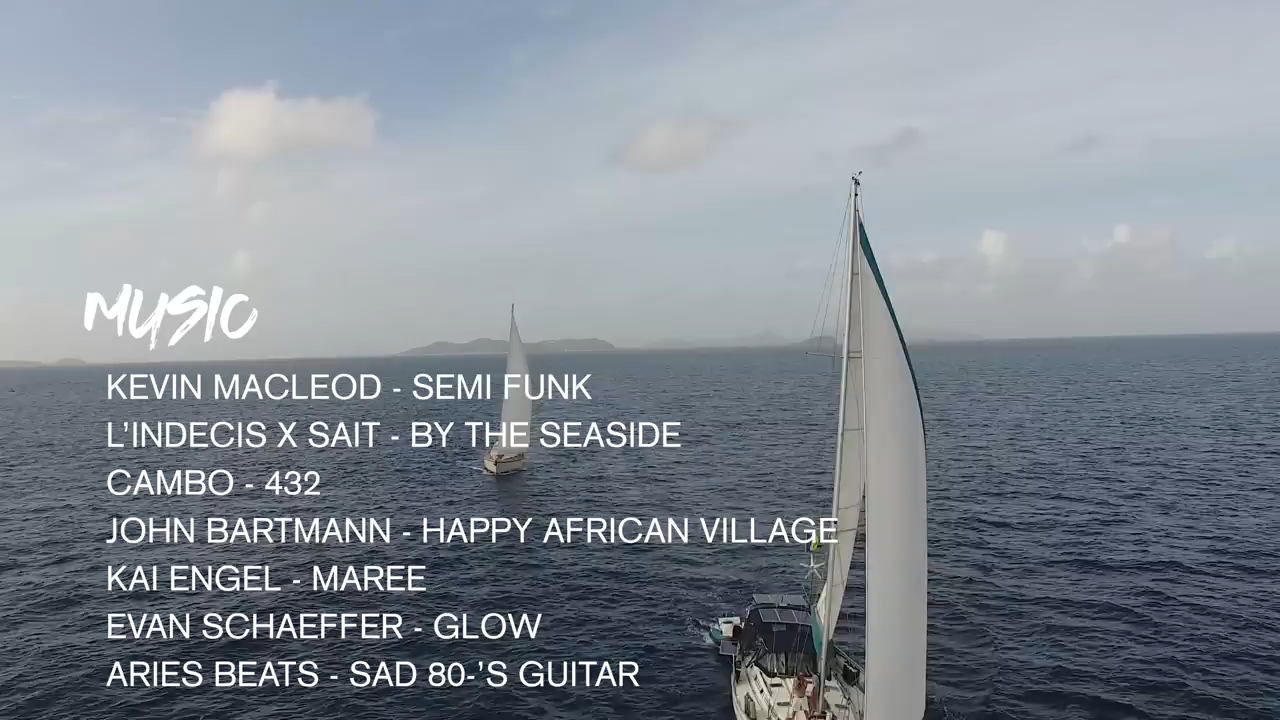 MUSIC
KEVIN MACLEOD - SEMI FUNK
L'INDECIS X SAIT - BY THE SEASIDE
CAMBO - 432
JOHN BARTMANN - HAPPY AFRICAN VILLAGE
KAI ENGEL - MAREE
EVAN SCHAEFFER - GLOW
ARIES BEATS - SAD 80-'S GUITAR